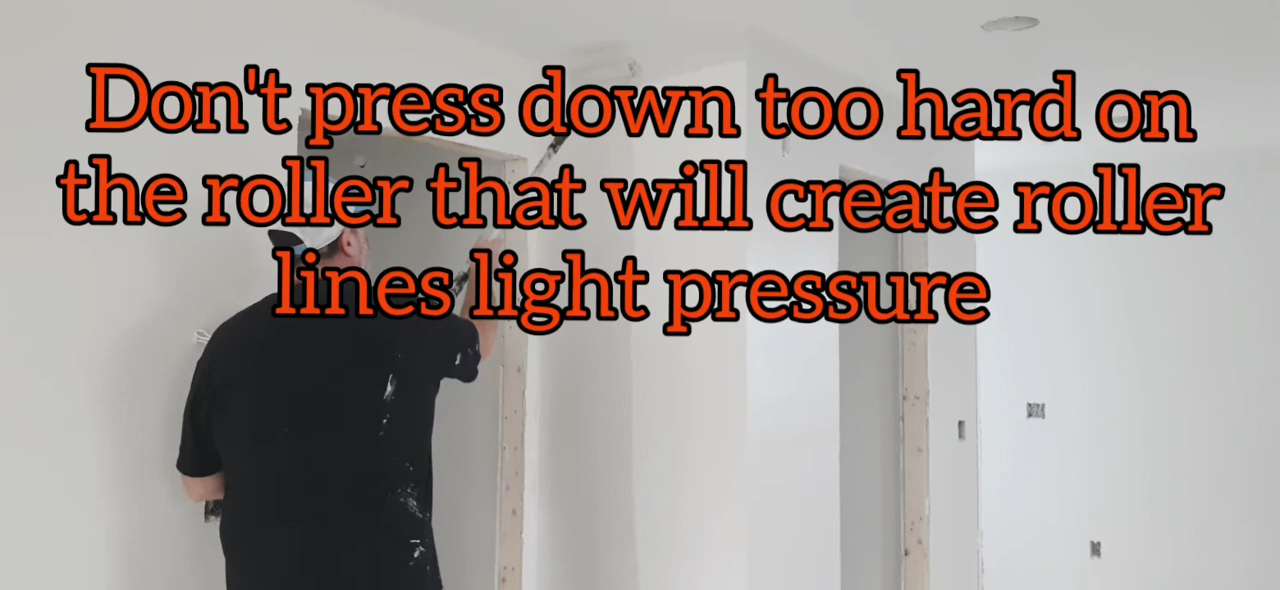 Don't press down too hard on
the roller that will create roller
lines light pressure